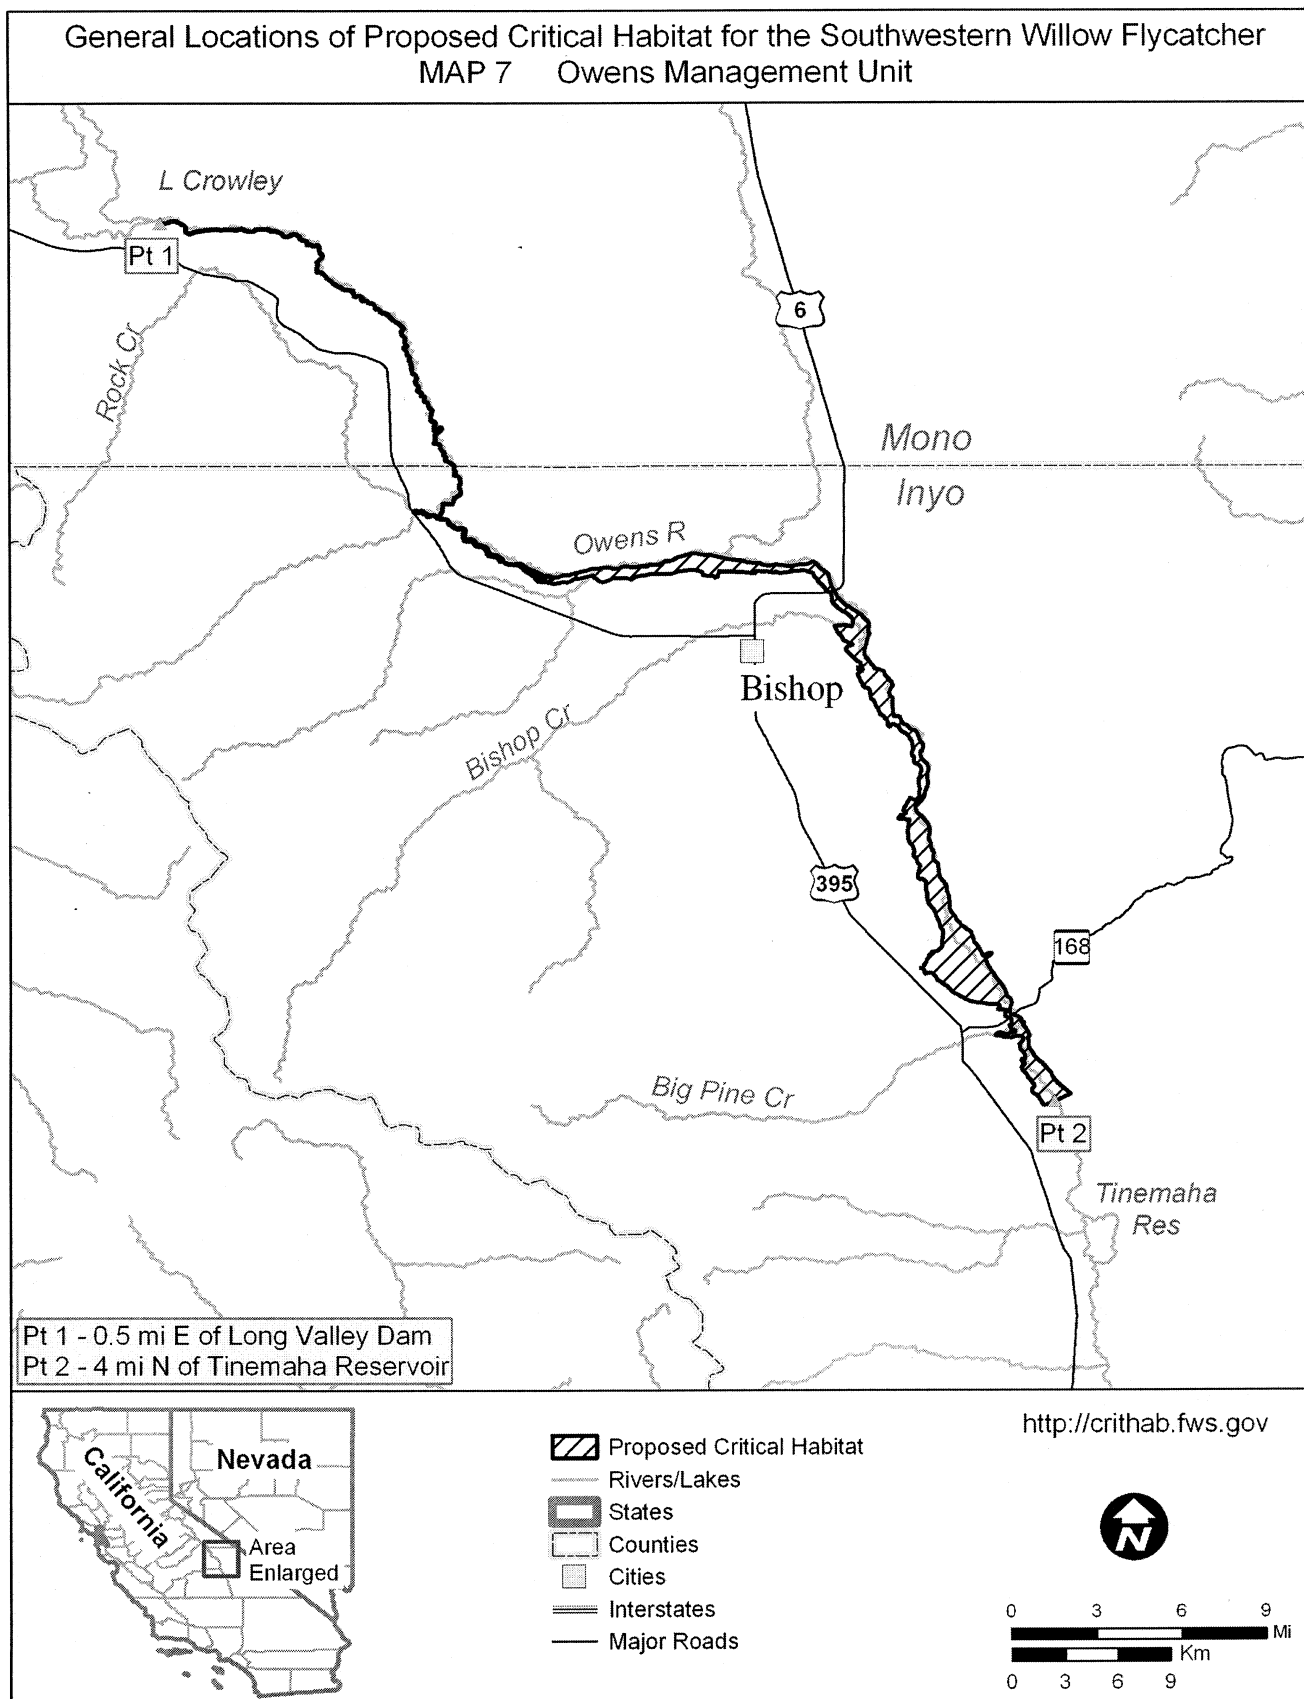 General Locations of Proposed Critical Habitat for the Southwestern Willow Flycatcher
MAP 7 Owens Management Unit
L Crowley
Pt 1
Rock Cr
6
Mono
Inyo
Owens R
Bishop
Bishop Cr
395
168
Big Pine Cr
Pt 2
Tinemaha
Res
Pt 1 - 0.5 mi E of Long Valley Dam
Pt 2 - 4 mi N of Tinemaha Reservoir
California
Nevada
Area
Enlarged
Proposed Critical Habitat
Rivers/Lakes
States
Counties
Cities
Interstates
Major Roads
http://crithab.fws.gov
N
0 3 6 9
Mi
Km
0 3 6 9